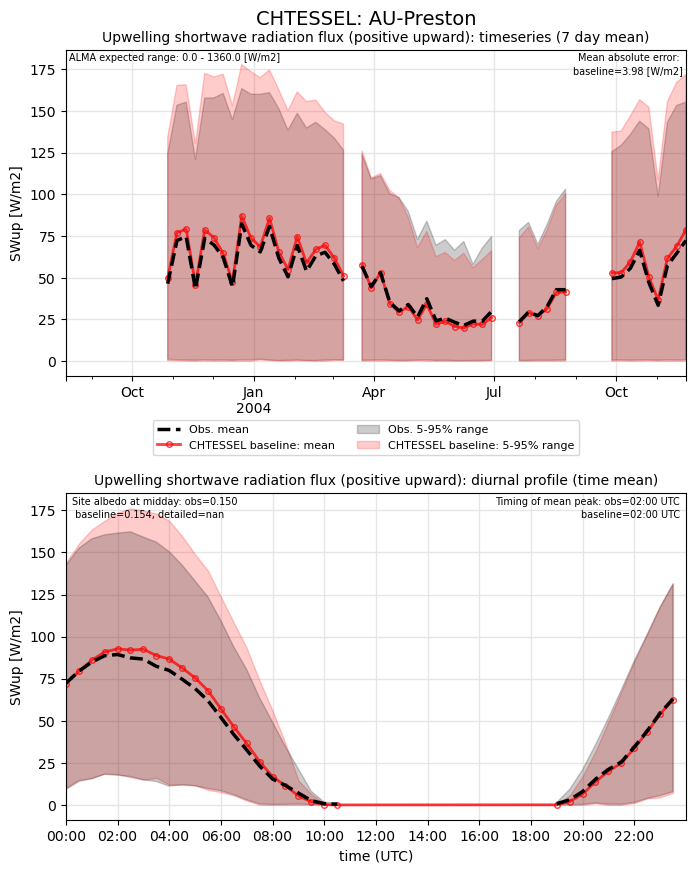 CHTESSEL: AU-Preston
Upwelling shortwave radiation flux (positive upward): timeseries (7 day mean)
ALMA expected range: 0.0 - 1360.0 [W/m2]
Mean absolute error:
baseline=3.98 [W/m2]
SWup [W/m2]
175
150
125
100
75
50
25
0
Oct Jan Apr Jul Oct
2004
Obs. mean
CHTESSEL baseline: mean
Obs. 5-95% range
CHTESSEL baseline: 5-95% range
Upwelling shortwave radiation flux (positive upward): diurnal profile (time mean)
Site albedo at midday: obs=0.150
baseline=0.154, detailed=nan
Timing of mean peak: obs=02:00 UTC
baseline=02:00 UTC
SWup [W/m2]
175
150
125
100
75
50
25
0
00:00 02:00 04:00 06:00 08:00 10:00 12:00 14:00 16:00 18:00 20:00 22:00
time (UTC)